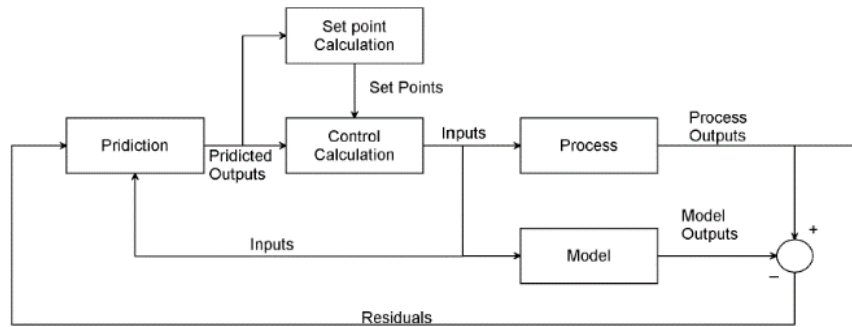 Set point
Calculation
Set Points
Pridiction
Pridicted
Outputs
Control
Calculation
Inputs
Process
Process
Outputs
Inputs
Model
Model
Outputs
+
−
Residuals